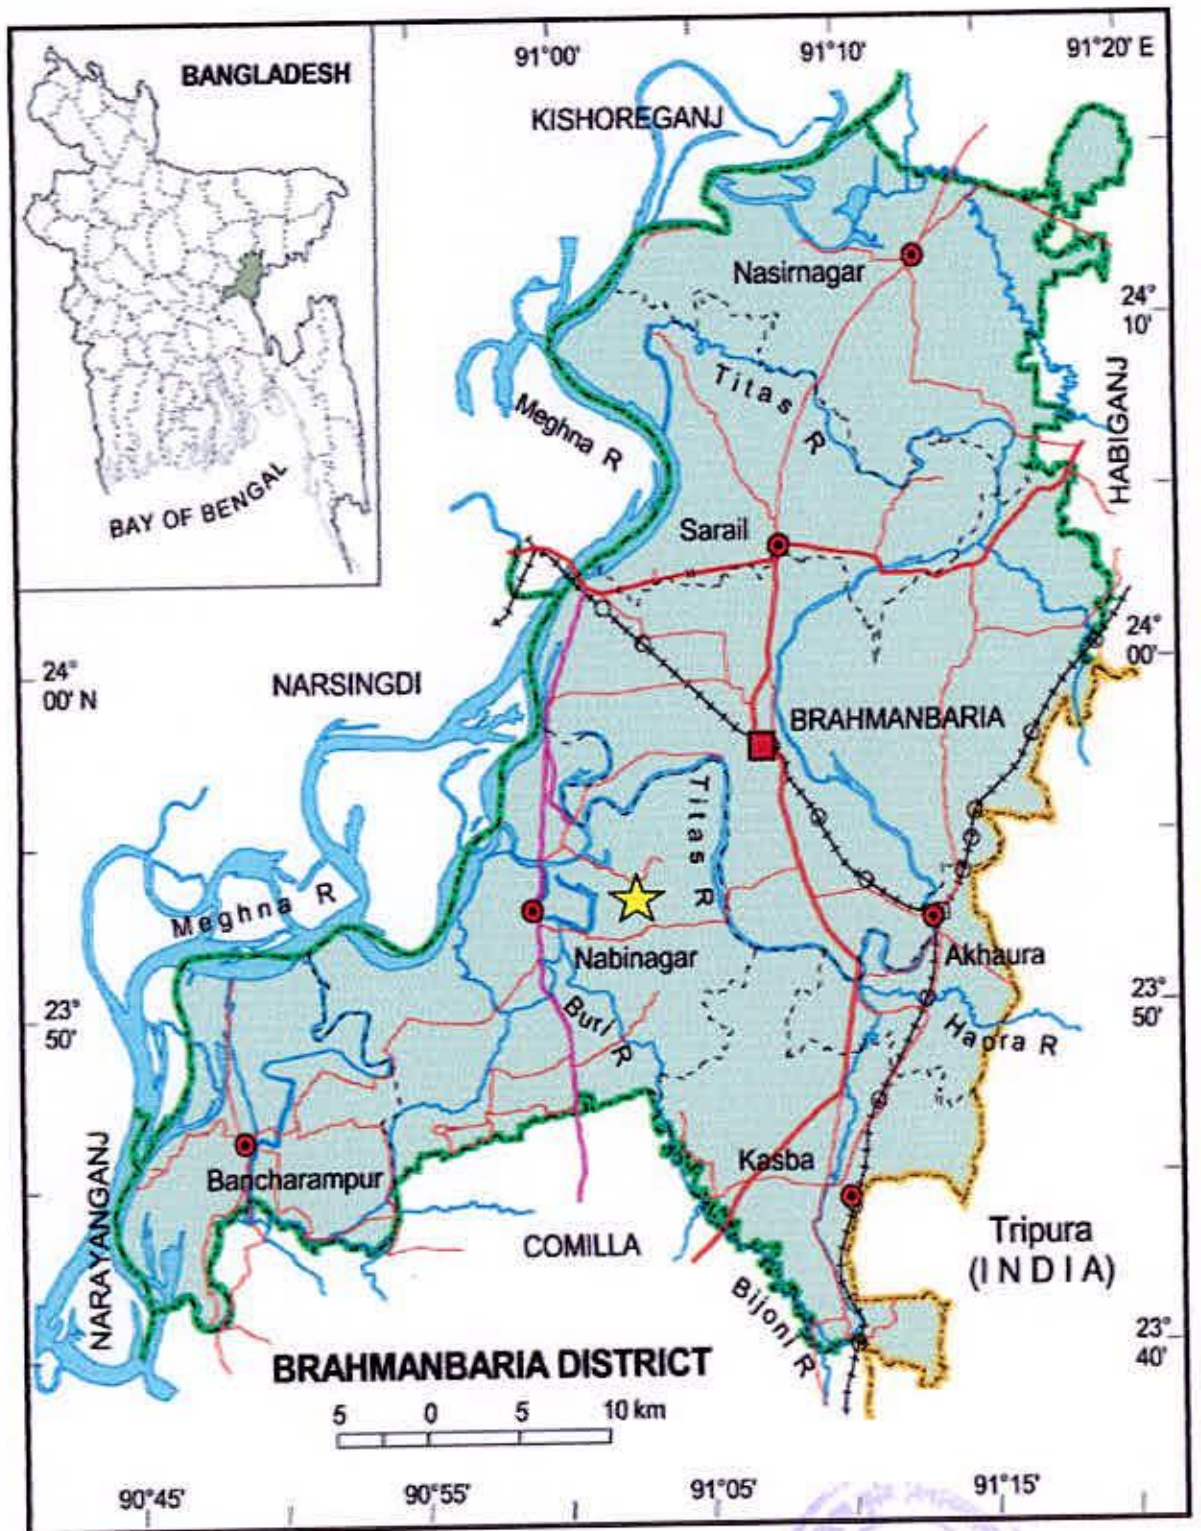 91°00'
91°10'
91°20' E
BANGLADESH
KISHOREGANJ
Nasirnagar
24°
10'
Titas R
HABIGANJ
Meghna R
BAY OF BENGAL
Sarail
24°
00' N
NARSINGDI
24°
00'
BRAHMANBARIA
Titas R
Meghna R
Nabinagar
Akhaura
23°
50'
Buri R
Haora R
23°
50'
NARAYANGANJ
Bancharampur
Kasba
COMILLA
Tripura
(INDIA)
Bijoni R
23°
40'
BRAHMANBARIA DISTRICT
5 0 5 10 km
90°45'
90°55'
91°05'
91°15'